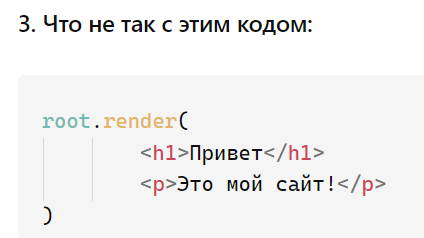 3. Что не так с этим кодом:
root.render(
<h1>Привет</h1>
<p>Это мой сайт!</p>
)